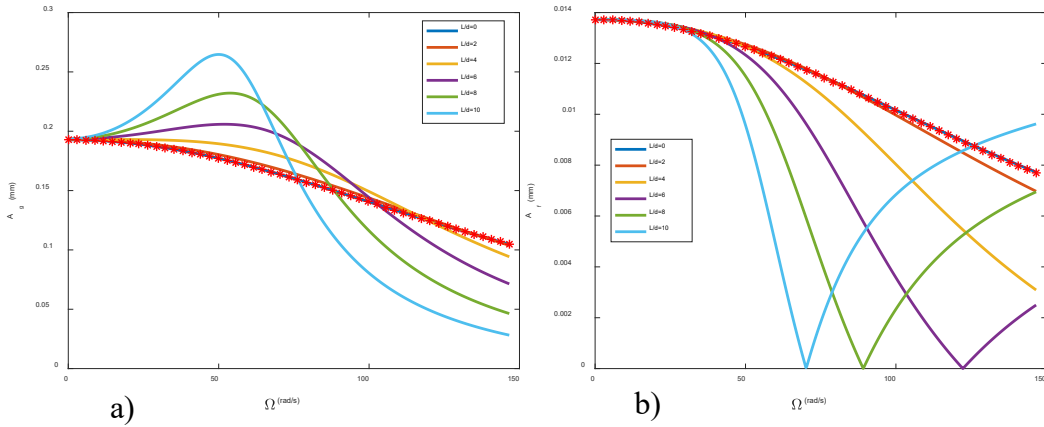 0.3
0.25
0.2
0.15
0.1
0.05
0
A g (mm)
0 50 100 150
Ω (rad/s)
L/d=0
L/d=2
L/d=4
L/d=6
L/d=8
L/d=10
a)
0.014
0.012
0.01
0.008
0.006
0.004
0.002
0
A f (mm)
0 50 100 150
Ω (rad/s)
L/d=0
L/d=2
L/d=4
L/d=6
L/d=8
L/d=10
b)